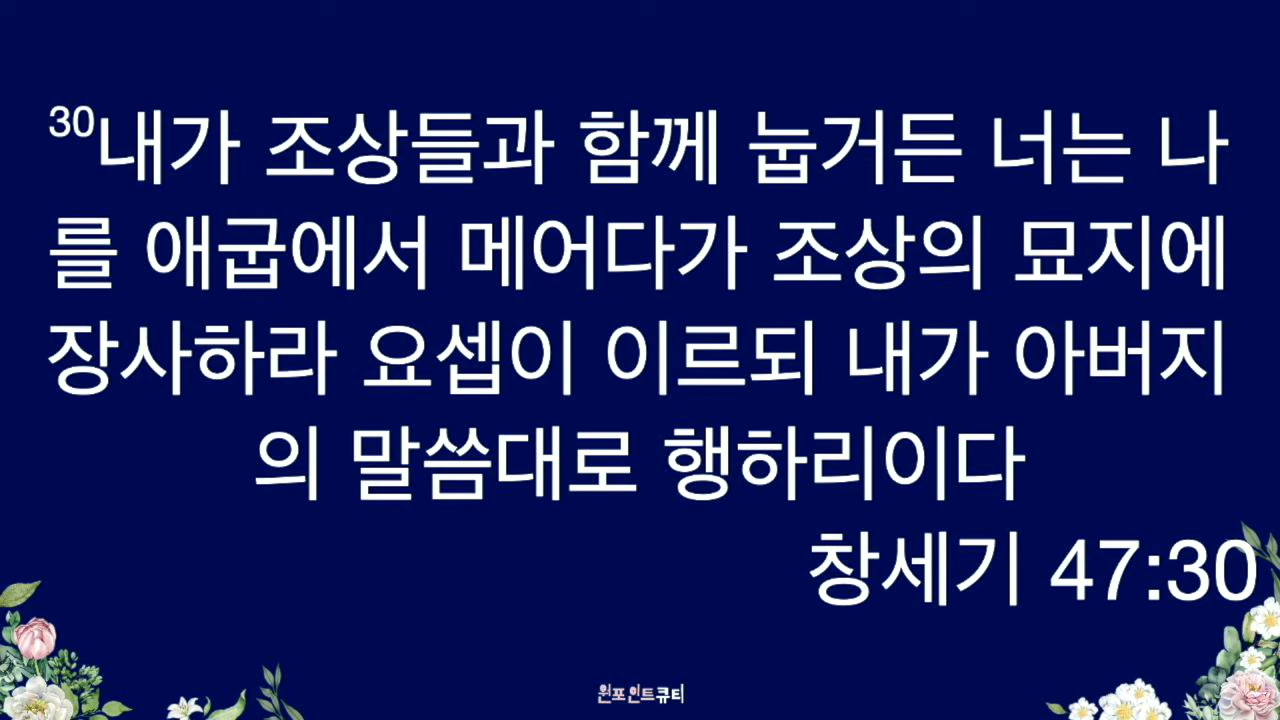 30내가 조상들과 함께 눕거든 너는 나
를 애굽에서 메어다가 조상의 묘지에
장사하라 요셉이 이르되 내가 아버지
의 말씀대로 행하리이다
창세기 47:30
원포인트큐티